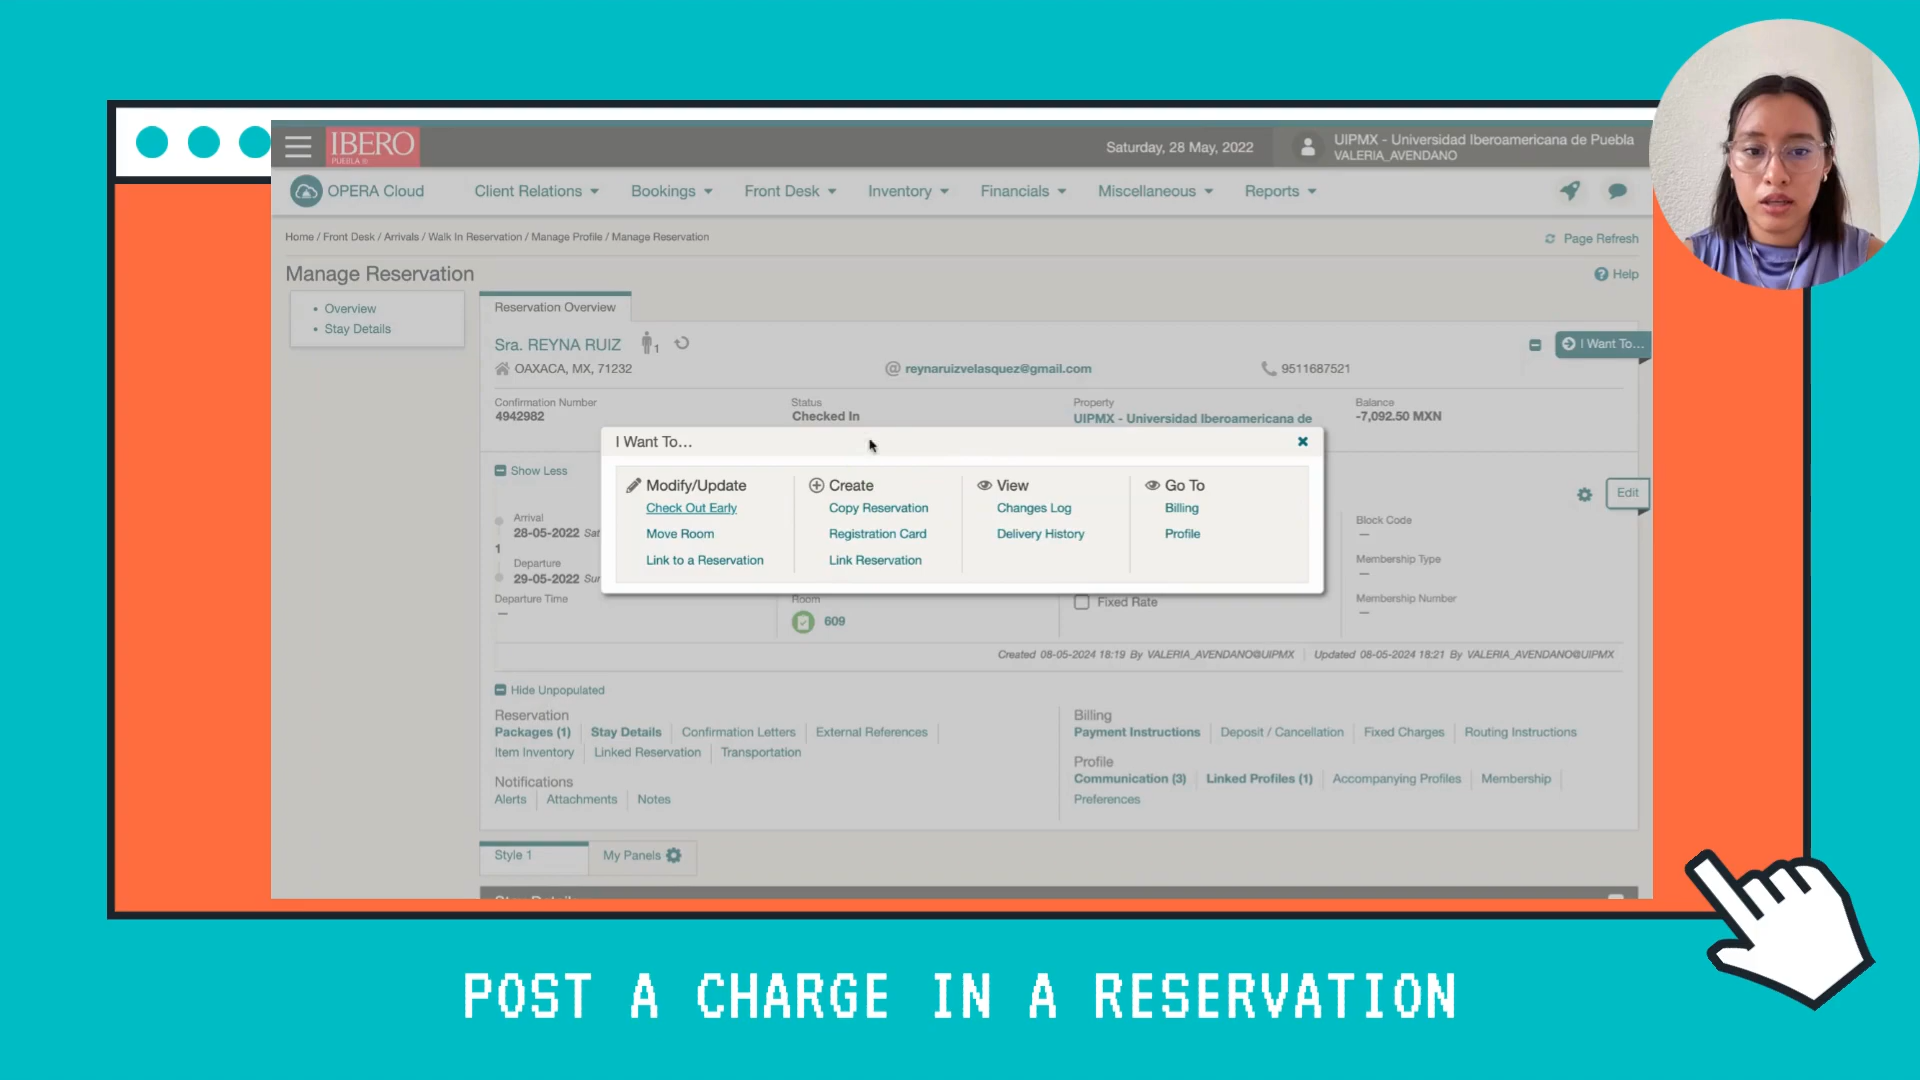 IBERO
PUEBLA ®
Saturday, 28 May, 2022
UIPMX - Universidad Iberoamericana de Puebla
VALERIA_AVENDANO
OPERA Cloud
Client Relations
Bookings
Front Desk
Inventory
Financials
Miscellaneous
Reports
Home / Front Desk / Arrivals / Walk In Reservation / Manage Profile / Manage Reservation
Page Refresh
Manage Reservation
Help
Overview
Stay Details
Reservation Overview
Sra. REYNA RUIZ
1
I Want To...
OAXACA, MX, 71232
reynaruizvelasquez@gmail.com
9511687521
Confirmation Number
4942982
Status
Checked In
Property
UIPMX - Universidad Iberoamericana de
Balance
-7,092.50 MXN
I Want To...
Modify/Update
Check Out Early
Move Room
Link to a Reservation
Create
Copy Reservation
Registration Card
Link Reservation
View
Changes Log
Delivery History
Go To
Billing
Profile
Show Less
Edit
Arrival
28-05-2022 Sat
1
Departure
29-05-2022 Sun
Departure Time
—
Room
609
Fixed Rate
Block Code
—
Membership Type
—
Membership Number
—
Created 08-05-2024 18:19 By VALERIA_AVENDANO@UIPMX
Updated 08-05-2024 18:21 By VALERIA_AVENDANO@UIPMX
Hide Unpopulated
Reservation
Packages (1) Stay Details Confirmation Letters External References
Item Inventory Linked Reservation Transportation
Notifications
Alerts Attachments Notes
Billing
Payment Instructions Deposit / Cancellation Fixed Charges Routing Instructions
Profile
Communication (3) Linked Profiles (1) Accompanying Profiles Membership
Preferences
Style 1
My Panels
POST A CHARGE IN A RESERVATION